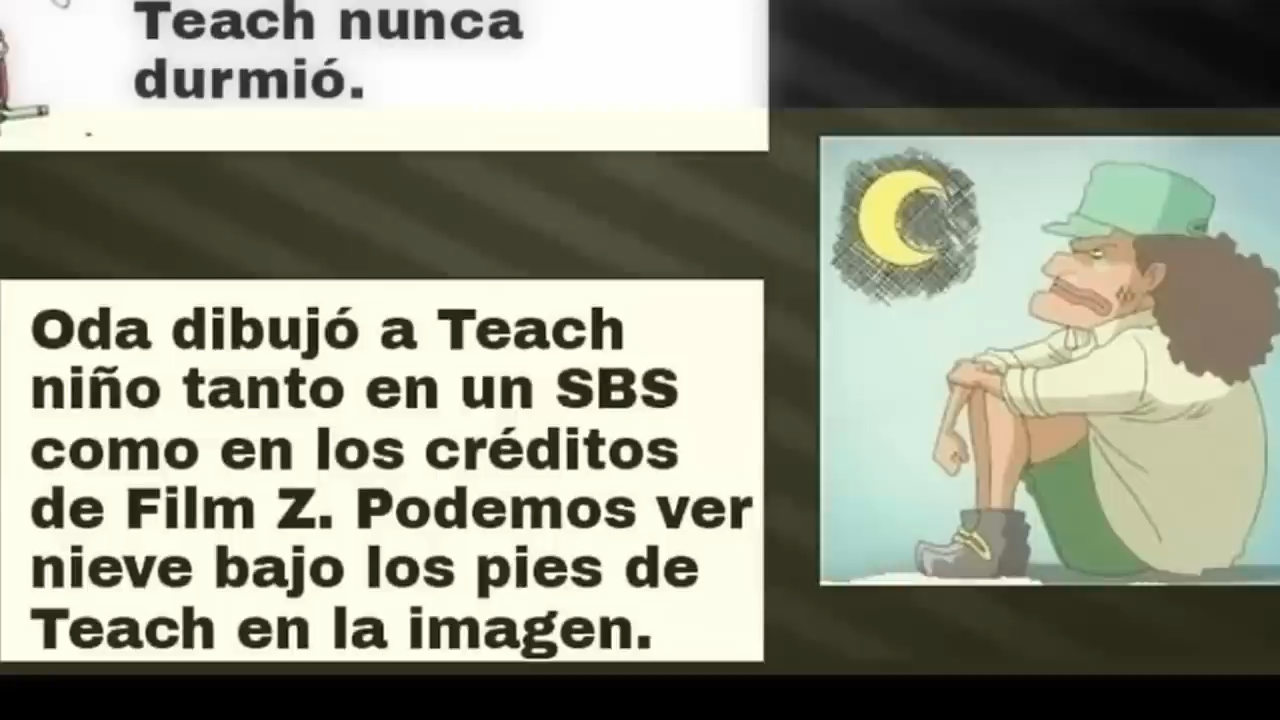 Teach nunca
durmió.
Oda dibujó a Teach
niño tanto en un SBS
como en los créditos
de Film Z. Podemos ver
nieve bajo los pies de
Teach en la imagen.